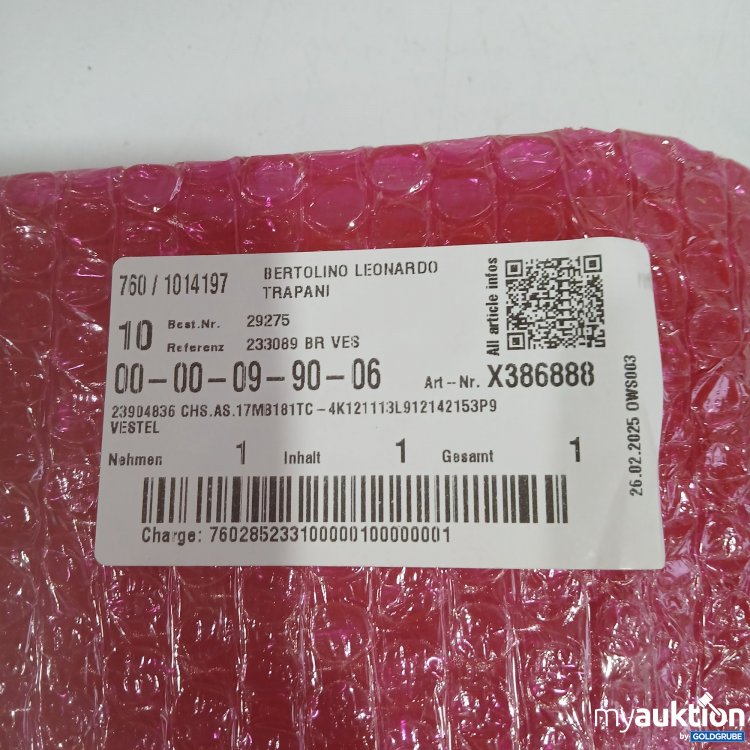 760 / 1014197 BERTOLINO LEONARDO
TRAPANI
10 Best.Nr. 29275
Referenz 233089 BR VES
00-00-09-90-06 Art-Nr. X386888
23904836 CHS.AS.17MB181TC-4K121113L912142153P9
VESTEL
Nehmen 1 Inhalt 1 Gesamt 1
Charge: 7602852331000001000000001
All article infos
26.02.2025 OWS003
myauktion
by GOLDGRUBE